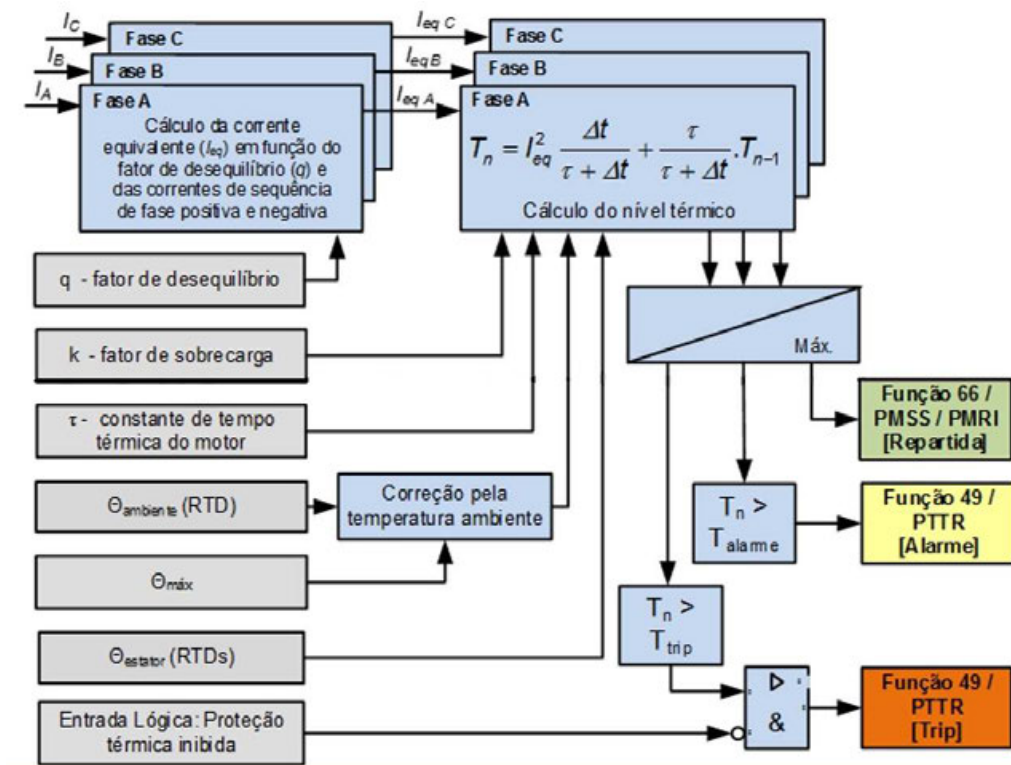 I_C
I_B
I_A
Fase C
Fase B
Fase A
Cálculo da corrente
equivalente (I_eq) em função do
fator de desequilíbrio (q) e
das correntes de sequência
de fase positiva e negativa
I_eq C
I_eq B
I_eq A
Fase C
Fase B
Fase A
T_n = I_eq^2 Δt / (τ + Δt) + τ / (τ + Δt) . T_n-1
Cálculo do nível térmico
q - fator de desequilíbrio
k - fator de sobrecarga
τ - constante de tempo
térmica do motor
Θ_ambiente (RTD)
Correção pela
temperatura ambiente
Θ_máx
Θ_estator (RTDs)
Entrada Lógica: Proteção
térmica inibida
Máx.
Função 66 /
PMSS / PMRI
[Repartida]
T_n >
T_alarme
Função 49 /
PTTR
[Alarme]
T_n >
T_trip
&
Função 49 /
PTTR
[Trip]